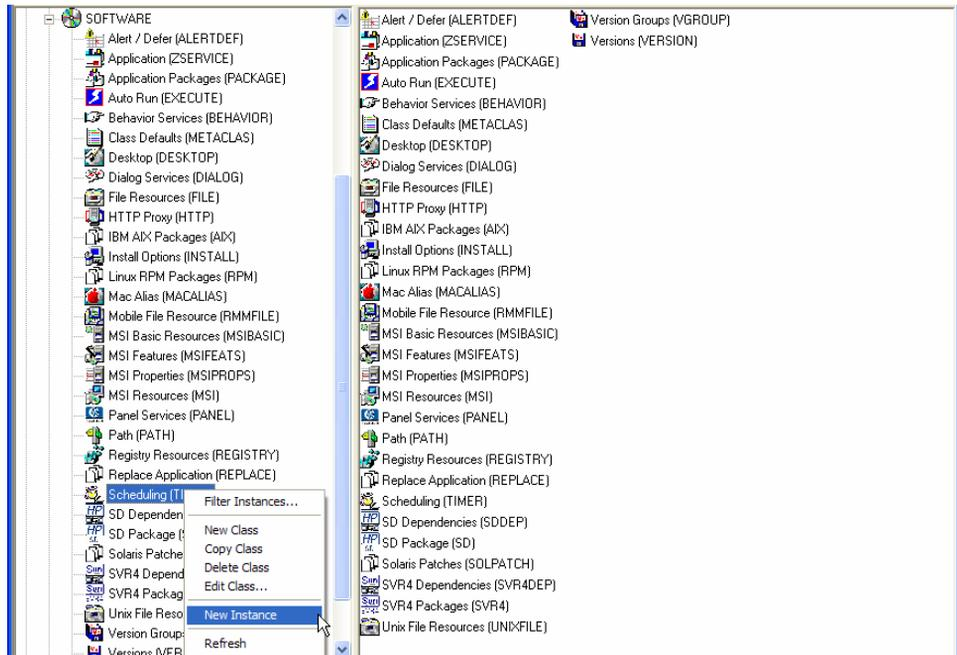 SOFTWARE
Alert / Defer (ALERTDEF)
Application (ZSERVICE)
Application Packages (PACKAGE)
Auto Run (EXECUTE)
Behavior Services (BEHAVIOR)
Class Defaults (METACLAS)
Desktop (DESKTOP)
Dialog Services (DIALOG)
File Resources (FILE)
HTTP Proxy (HTTP)
IBM AIX Packages (AIX)
Install Options (INSTALL)
Linux RPM Packages (RPM)
Mac Alias (MACALIAS)
Mobile File Resource (RMMFILE)
MSI Basic Resources (MSIBASIC)
MSI Features (MSIFEATS)
MSI Properties (MSIPROPS)
MSI Resources (MSI)
Panel Services (PANEL)
Path (PATH)
Registry Resources (REGISTRY)
Replace Application (REPLACE)
Scheduling (TI
SD Dependen
SD Package (
Solaris Patche
SVR4 Depend
SVR4 Packag
Unix File Reso
Version Group
Versions (VER
Filter Instances...
New Class
Copy Class
Delete Class
Edit Class...
New Instance
Refresh
Alert / Defer (ALERTDEF)
Application (ZSERVICE)
Application Packages (PACKAGE)
Auto Run (EXECUTE)
Behavior Services (BEHAVIOR)
Class Defaults (METACLAS)
Desktop (DESKTOP)
Dialog Services (DIALOG)
File Resources (FILE)
HTTP Proxy (HTTP)
IBM AIX Packages (AIX)
Install Options (INSTALL)
Linux RPM Packages (RPM)
Mac Alias (MACALIAS)
Mobile File Resource (RMMFILE)
MSI Basic Resources (MSIBASIC)
MSI Features (MSIFEATS)
MSI Properties (MSIPROPS)
MSI Resources (MSI)
Panel Services (PANEL)
Path (PATH)
Registry Resources (REGISTRY)
Replace Application (REPLACE)
Scheduling (TIMER)
SD Dependencies (SDDEP)
SD Package (SD)
Solaris Patches (SOLPATCH)
SVR4 Dependencies (SVR4DEP)
SVR4 Packages (SVR4)
Unix File Resources (UNIXFILE)
Version Groups (VGROUP)
Versions (VERSION)